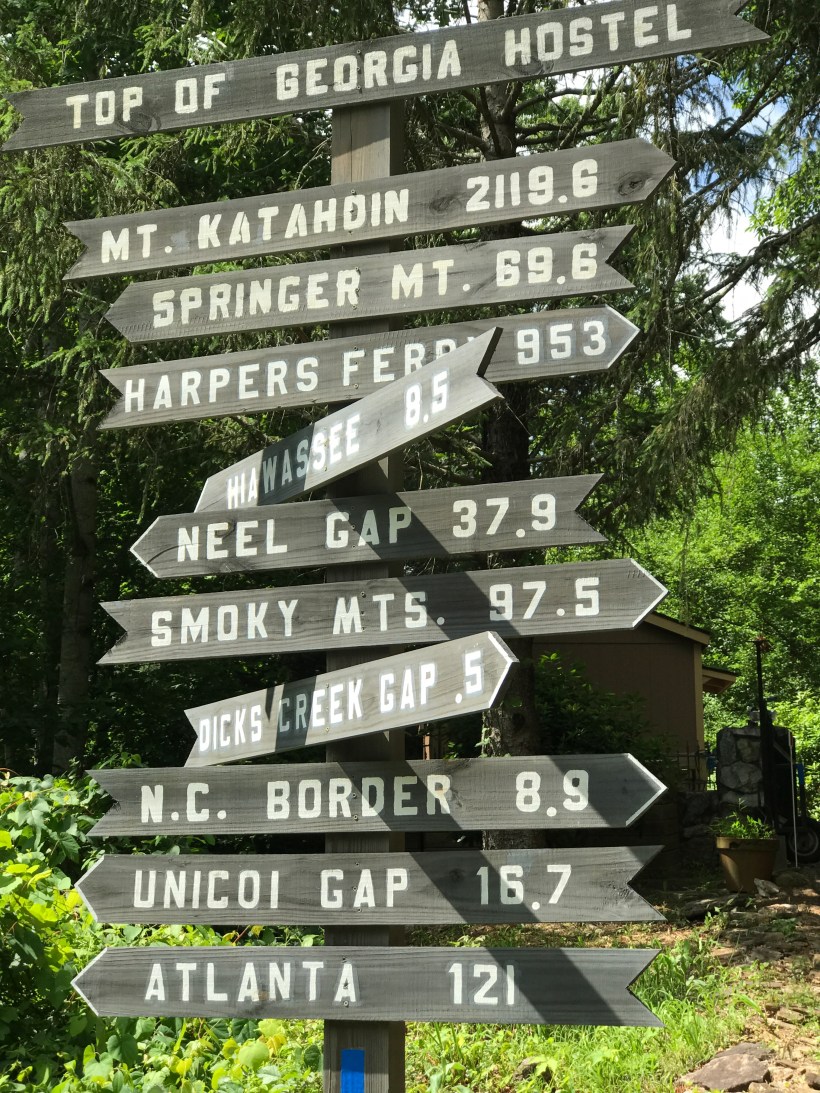 TOP OF GEORGIA HOSTEL
MT. KATAHDIN 2119.6
SPRINGER MT. 69.6
HARPERS FERRY 953
HIAWASSEE 8.5
NEEL GAP 37.9
SMOKY MTS. 97.5
DICKS CREEK GAP .5
N.C. BORDER 8.9
UNICOI GAP 16.7
ATLANTA 121